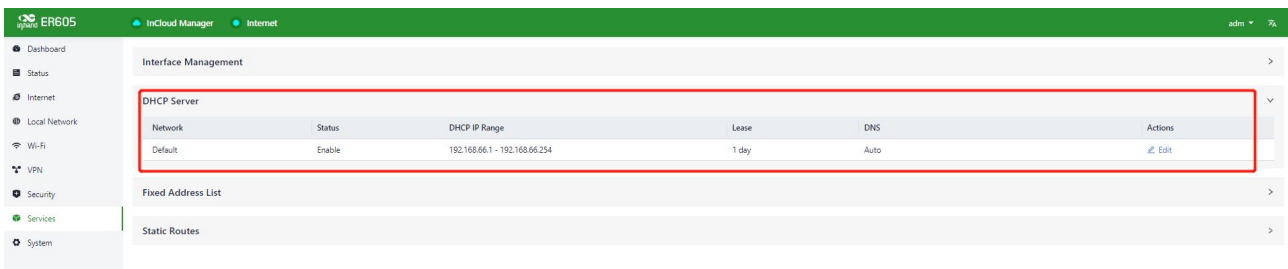 inhand ER605 InCloud Manager Internet adm
Dashboard
Status
Internet
Local Network
Wi-Fi
VPN
Security
Services
System
Interface Management
DHCP Server
Network Status DHCP IP Range Lease DNS Actions
Default Enable 192.168.66.1 - 192.168.66.254 1 day Auto Edit
Fixed Address List
Static Routes